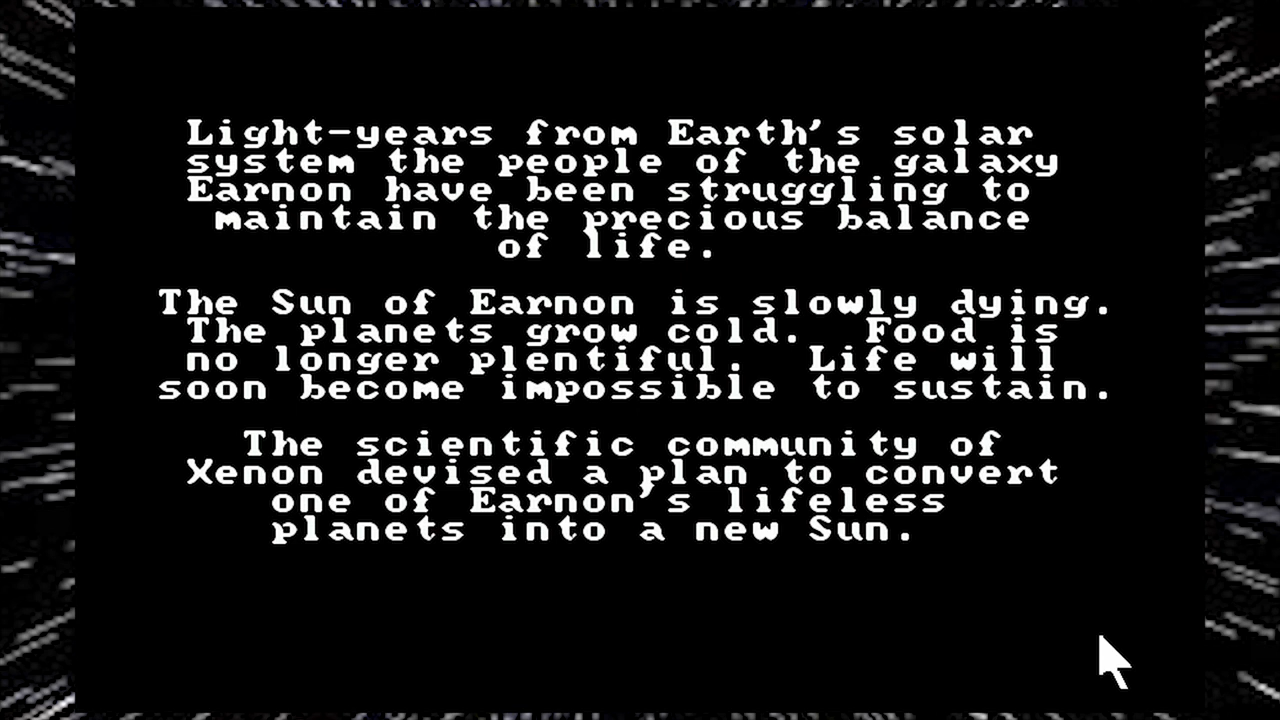 Light-years from Earth's solar
system the people of the galaxy
Earnon have been struggling to
maintain the precious balance
of life.
The Sun of Earnon is slowly dying.
The planets grow cold.  Food is
no longer plentiful.  Life will
soon become impossible to sustain.
The scientific community of
Xenon devised a plan to convert
one of Earnon's lifeless
planets into a new Sun.